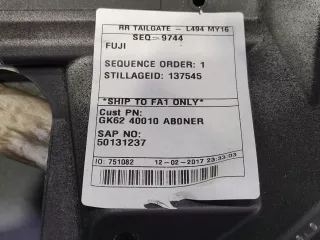 RR TAILGATE - L494 MY16
SEQ-9744
FUJI
SEQUENCE ORDER: 1
STILLAGEID: 137545
*SHIP TO FA1 ONLY*
Cust PN:
GK62 40010 AB0NER
SAP NO:
50131237
ID: 751082 12-02-2017 23:33:03